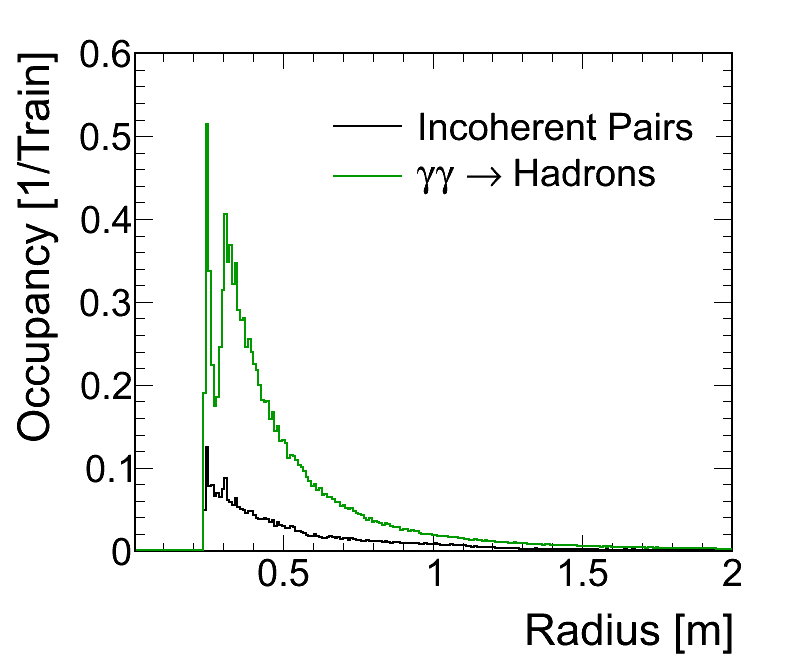 Occupancy [1/Train]
0.6
0.5
0.4
0.3
0.2
0.1
0
Incoherent Pairs
γγ → Hadrons
0.5 1 1.5 2
Radius [m]